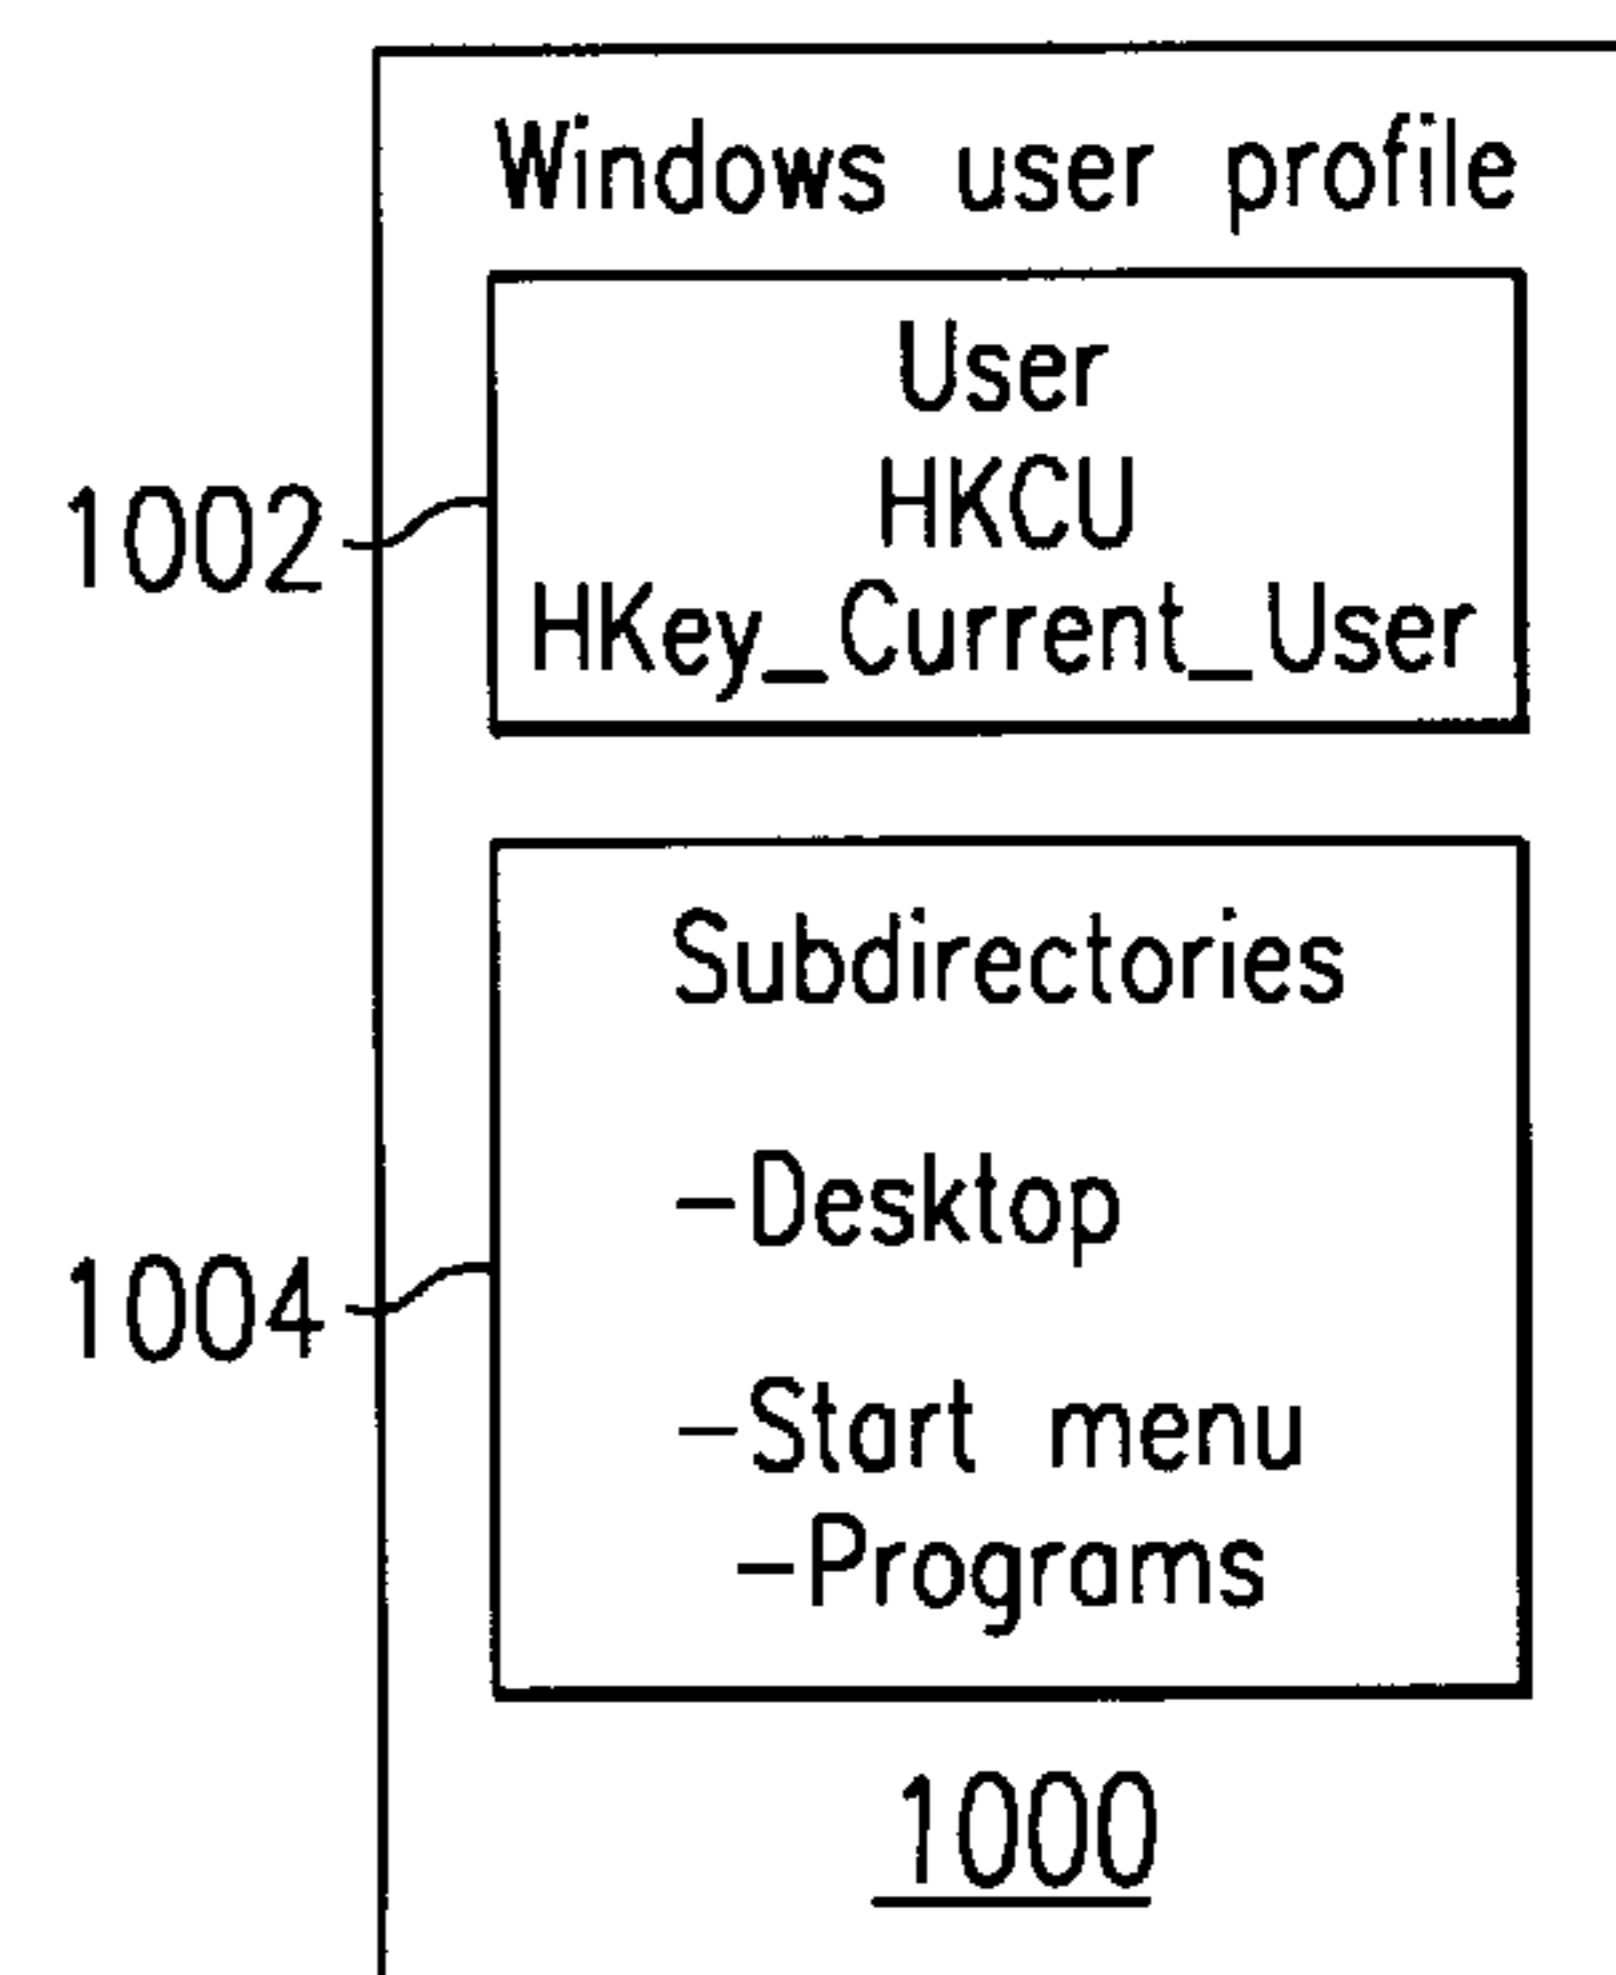 Windows user profile
User
HKCU
1002
HKey_Current_User
Subdirectories
-Desktop
1004
-Start menu
-Programs
1000